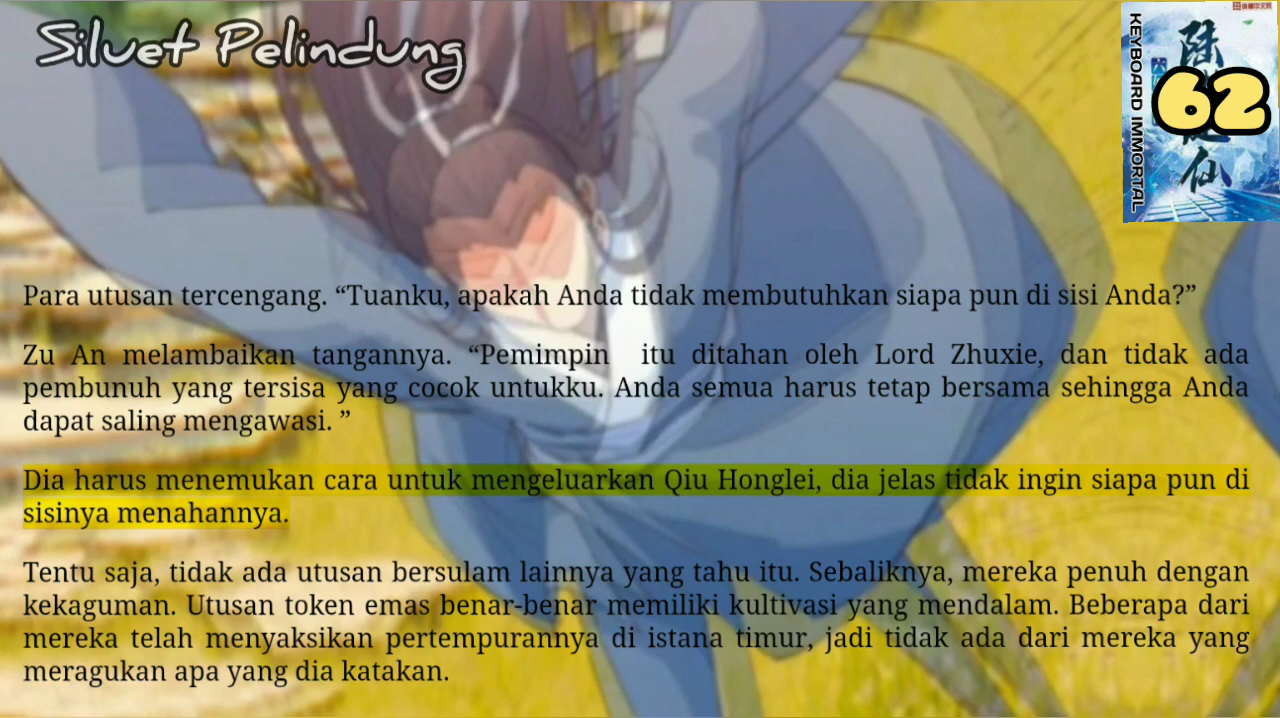 Siluet Pelindung
KEYBOARD IMMORTAL
62
Para utusan tercengang. “Tuanku, apakah Anda tidak membutuhkan siapa pun di sisi Anda?”
Zu An melambaikan tangannya. “Pemimpin itu ditahan oleh Lord Zhuxie, dan tidak ada
pembunuh yang tersisa yang cocok untukku. Anda semua harus tetap bersama sehingga Anda
dapat saling mengawasi. ”
Dia harus menemukan cara untuk mengeluarkan Qiu Honglei, dia jelas tidak ingin siapa pun di
sisinya menahannya.
Tentu saja, tidak ada utusan bersulam lainnya yang tahu itu. Sebaliknya, mereka penuh dengan
kekaguman. Utusan token emas benar-benar memiliki kultivasi yang mendalam. Beberapa dari
mereka telah menyaksikan pertempurannya di istana timur, jadi tidak ada dari mereka yang
meragukan apa yang dia katakan.